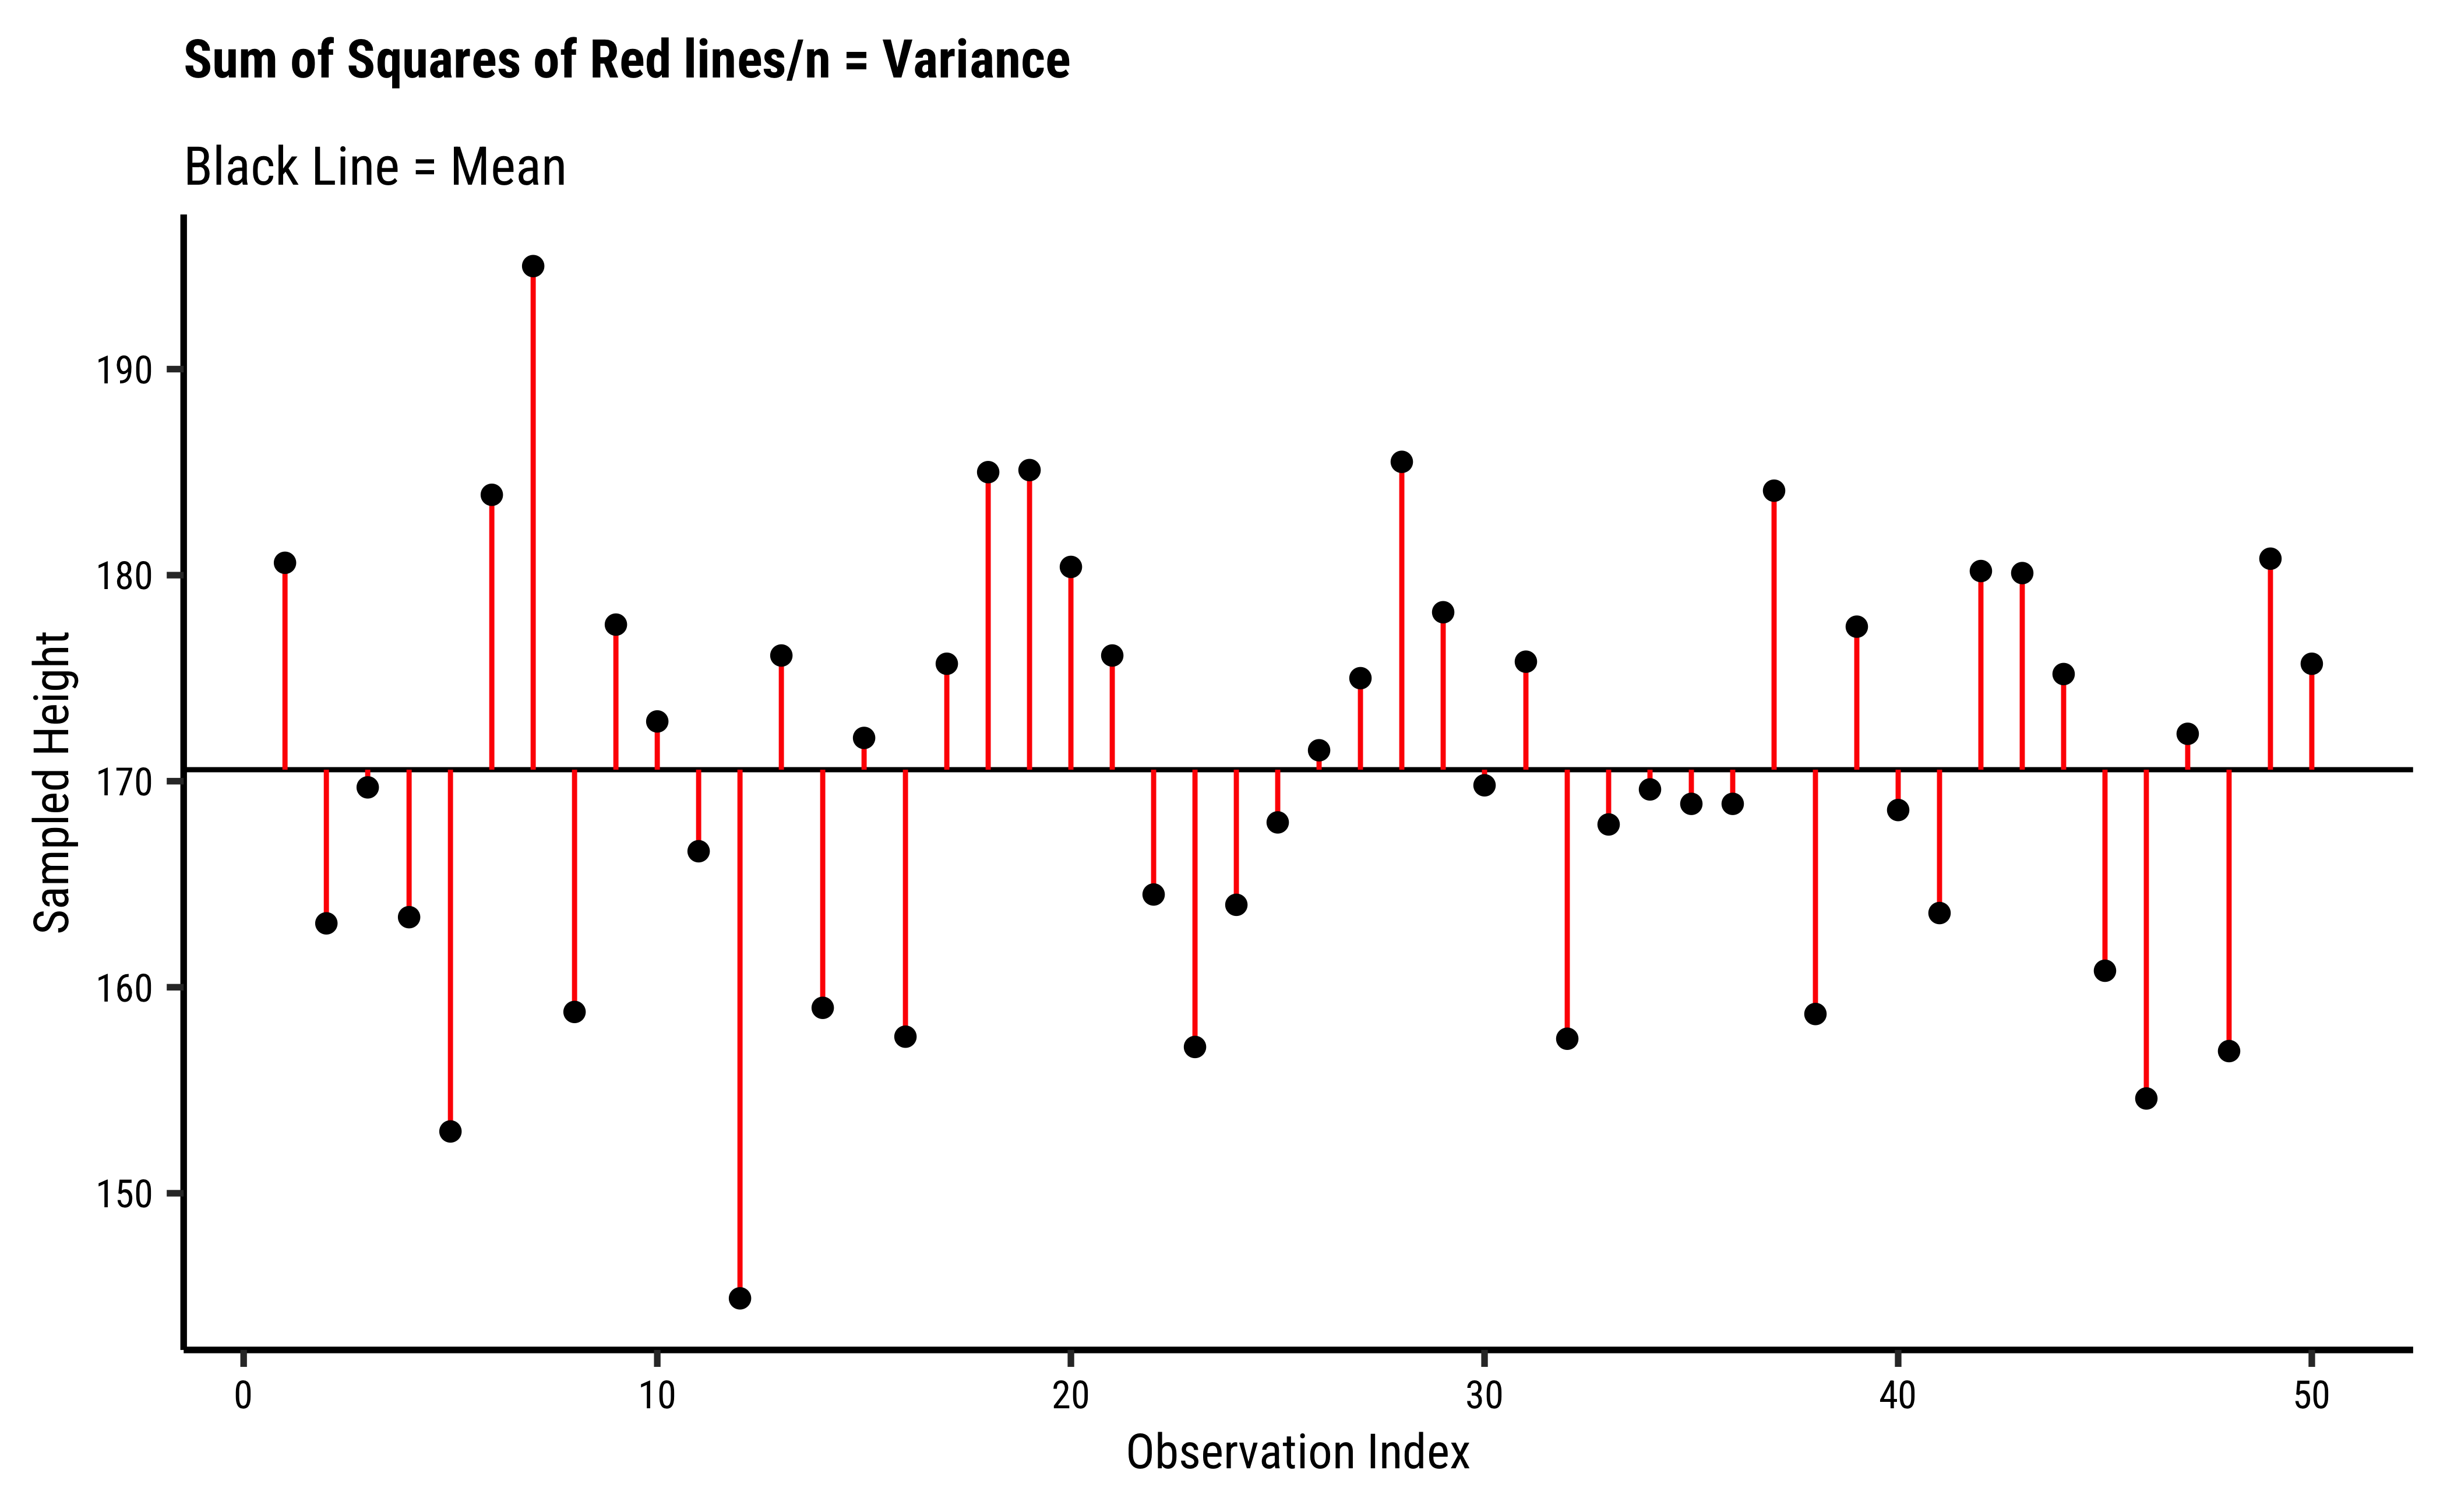 Sum of Squares of Red lines/n = Variance
Black Line = Mean
Sampled Height
190
180
170
160
150
0 10 20 30 40 50
Observation Index